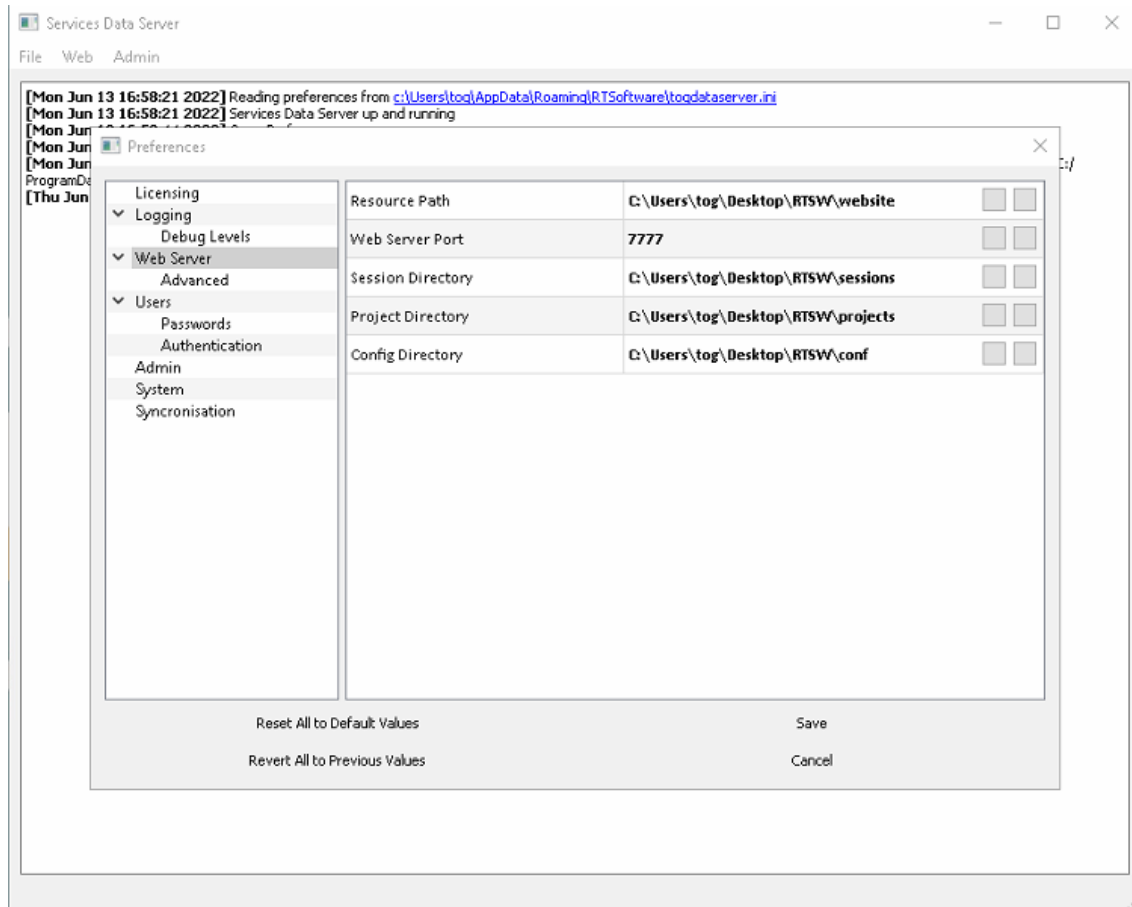 Services Data Server
File Web Admin
[Mon Jun 13 16:58:21 2022] Reading preferences from c:\Users\tog\AppData\Roaming\RTSoftware\togdataserver.ini
[Mon Jun 13 16:58:21 2022] Services Data Server up and running
[Mon Jun
[Mon Jun
[Mon Jun
C:/
ProgramDa
[Thu Jun
Preferences
Licensing
Logging
Debug Levels
Web Server
Advanced
Users
Passwords
Authentication
Admin
System
Syncronisation
Resource Path C:\Users\tog\Desktop\RTSW\website
Web Server Port 7777
Session Directory C:\Users\tog\Desktop\RTSW\sessions
Project Directory C:\Users\tog\Desktop\RTSW\projects
Config Directory C:\Users\tog\Desktop\RTSW\conf
Reset All to Default Values Save
Revert All to Previous Values Cancel